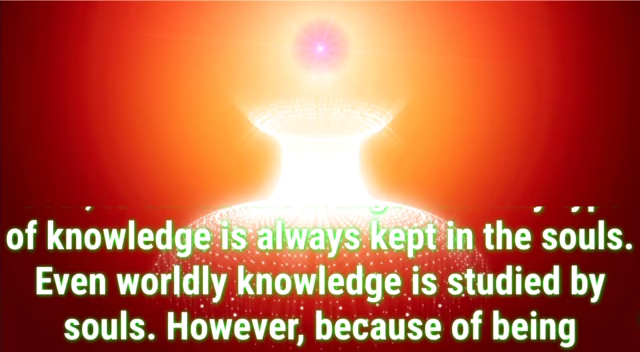 of knowledge is always kept in the souls.
Even worldly knowledge is studied by
souls. However, because of being